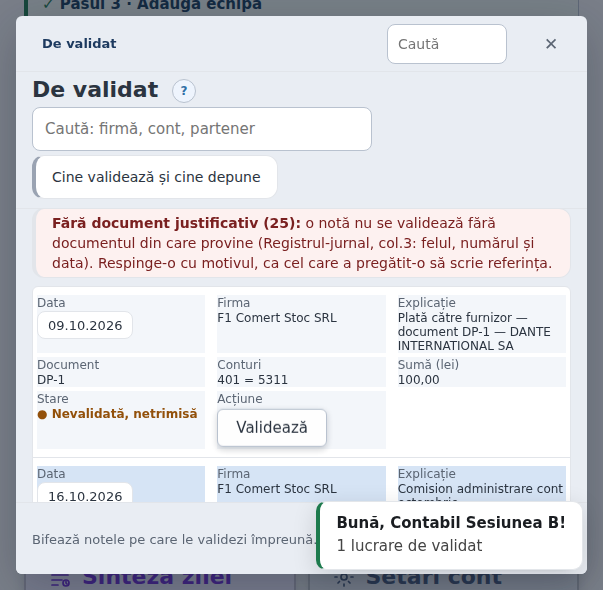 ✓ Pasul 3 · Adaugă echipa
De validat
Caută
✕
De validat
?
Caută: firmă, cont, partener
Cine validează și cine depune
Fără document justificativ (25): o notă nu se validează fără
documentul din care provine (Registrul-jurnal, col.3: felul, numărul și
data). Respinge-o cu motivul, ca cel care a pregătit-o să scrie referința.
Data
09.10.2026
Firma
F1 Comert Stoc SRL
Explicație
Plată către furnizor —
document DP-1 — DANTE
INTERNATIONAL SA
Document
DP-1
Conturi
401 = 5311
Sumă (lei)
100,00
Stare
● Nevalidată, netrimisă
Acțiune
Validează
Data
16.10.2026
Firma
F1 Comert Stoc SRL
Explicație
Comision administrare cont
Bifează notele pe care le validezi împreună.
Bună, Contabil Sesiunea B!
1 lucrare de validat
Sinteza zilei
Setări cont